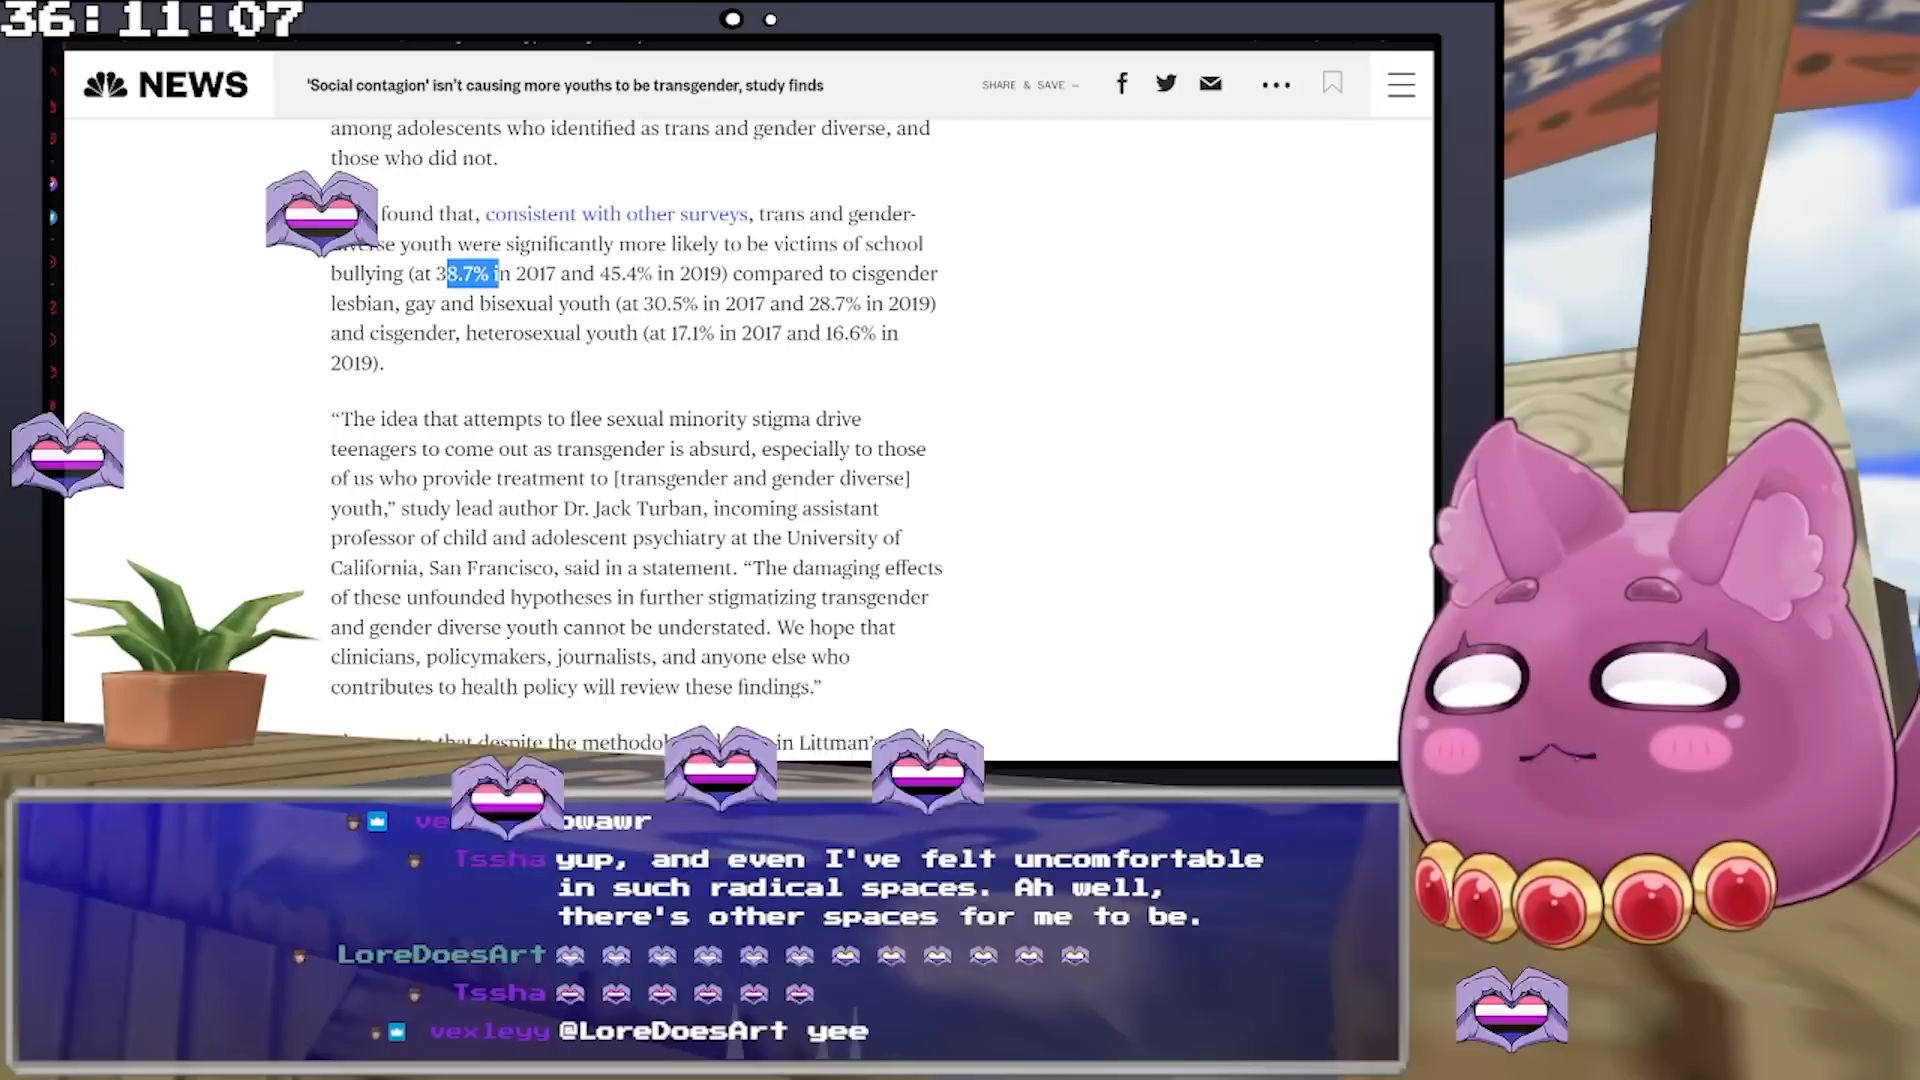 36:11:07
NEWS
'Social contagion' isn't causing more youths to be transgender, study finds
SHARE & SAVE —
among adolescents who identified as trans and gender diverse, and
those who did not.
found that, consistent with other surveys, trans and gender-
diverse youth were significantly more likely to be victims of school
bullying (at 38.7% in 2017 and 45.4% in 2019) compared to cisgender
lesbian, gay and bisexual youth (at 30.5% in 2017 and 28.7% in 2019)
and cisgender, heterosexual youth (at 17.1% in 2017 and 16.6% in
2019).
“The idea that attempts to flee sexual minority stigma drive
teenagers to come out as transgender is absurd, especially to those
of us who provide treatment to [transgender and gender diverse]
youth,” study lead author Dr. Jack Turban, incoming assistant
professor of child and adolescent psychiatry at the University of
California, San Francisco, said in a statement. “The damaging effects
of these unfounded hypotheses in further stigmatizing transgender
and gender diverse youth cannot be understated. We hope that
clinicians, policymakers, journalists, and anyone else who
contributes to health policy will review these findings.”
that despite the in Littman's
owawr
Tssha yup, and even I've felt uncomfortable
in such radical spaces. Ah well,
there's other spaces for me to be.
LoreDoesArt
Tssha
vexleyy @LoreDoesArt yee